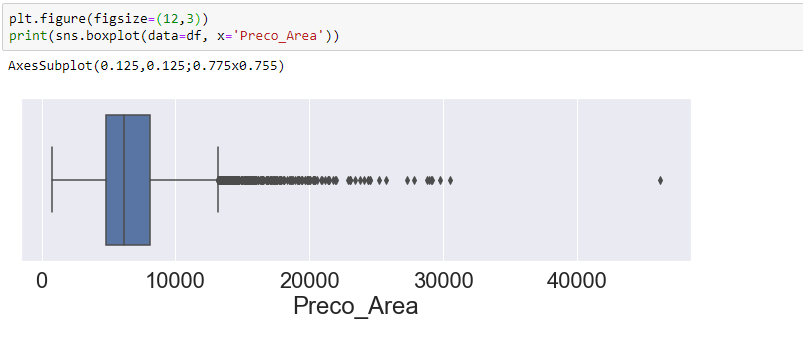 plt.figure(figsize=(12,3))
print(sns.boxplot(data=df, x='Preco_Area'))
AxesSubplot(0.125,0.125;0.775x0.755)
0 10000 20000 30000 40000
Preco_Area